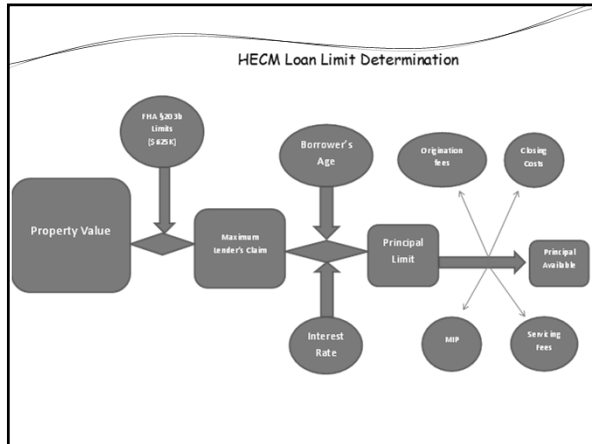 HECM Loan Limit Determination
FHA §203b
Limits
[$ 625K]
Borrower's
Age
Origination
fees
Closing
Costs
Property Value
Maximum
Lender's Claim
Principal
Limit
Principal
Available
Interest
Rate
MIP
Servicing
Fees